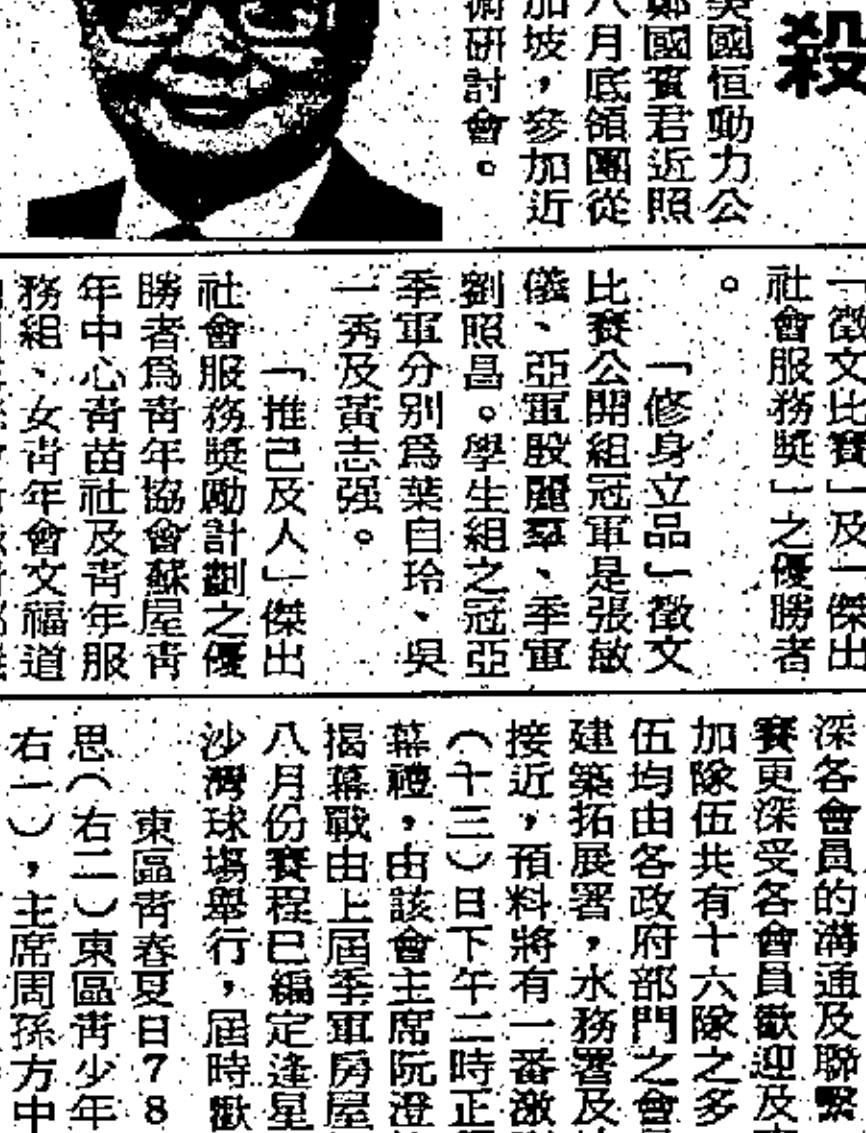 殺
美國恒動力公
鄭國賓君近照
八月底領團從
加坡，參加近
術研討會。
「徵文比賽」及「傑出
社會服務獎」之優勝者
。
「修身立品」徵文
比賽公開組冠軍是張敏
儀、亞軍殷麗羣、季軍
劉照昌。學生組之冠亞
季軍分別爲葉自玲、吳
一秀及黃志强。
「推己及人」傑出
社會服務獎勵計劃之優
勝者爲青年協會蘇屋青
年中心青苗社及青年服
務組、女青年會文福道
深各會員的溝通及聯繫
賽更深受各會員歡迎及
加隊伍共有十六隊之多
伍均由各政府部門之會
建築拓展署，水務署及
接近，預料將有一番激
（十三）日下午二時正
幕禮，由該會主席阮澄
揭幕戰由上屆季軍房屋
八月份賽程已編定逢星
沙灣球場舉行，屆時歡
東區青春夏日78
思（右二）東區青少年
右一），主席周孫方中